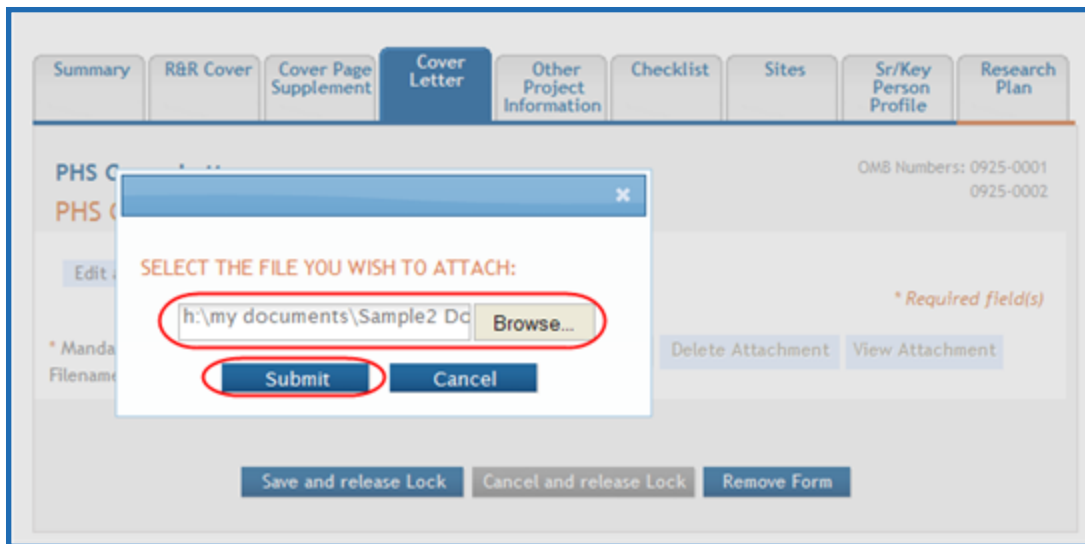 Summary
R&R Cover
Cover Page
Supplement
Cover
Letter
Other
Project
Information
Checklist
Sites
Sr/Key
Person
Profile
Research
Plan
PHS
OMB Numbers: 0925-0001
0925-0002
PHS
Edit
SELECT THE FILE YOU WISH TO ATTACH:
* Required field(s)
h:\my documents\Sample2 Do
Browse...
* Manda
Delete Attachment
View Attachment
Filename
Submit
Cancel
Save and release Lock
Cancel and release Lock
Remove Form